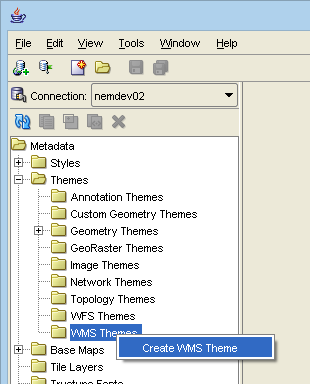 File Edit View Tools Window Help
Connection: nemdev02
Metadata
Styles
Themes
Annotation Themes
Custom Geometry Themes
Geometry Themes
GeoRaster Themes
Image Themes
Network Themes
Topology Themes
WFS Themes
WMS Themes
Create WMS Theme
Base Maps
Tile Layers